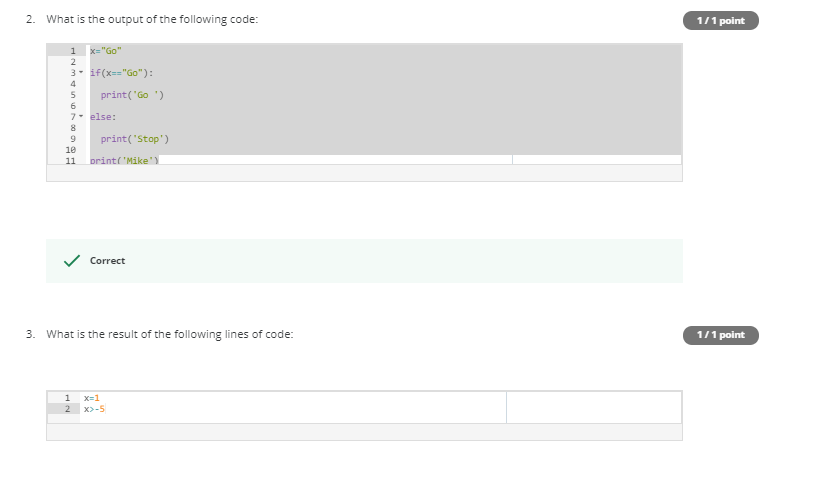 2. What is the output of the following code:
1/1 point
1 x="Go"
2
3 if(x=="Go"):
4
5 print('Go ')
6
7 else:
8
9 print('Stop')
10
11 print('Mike')
Correct
3. What is the result of the following lines of code:
1/1 point
1 x=1
2 x>-5